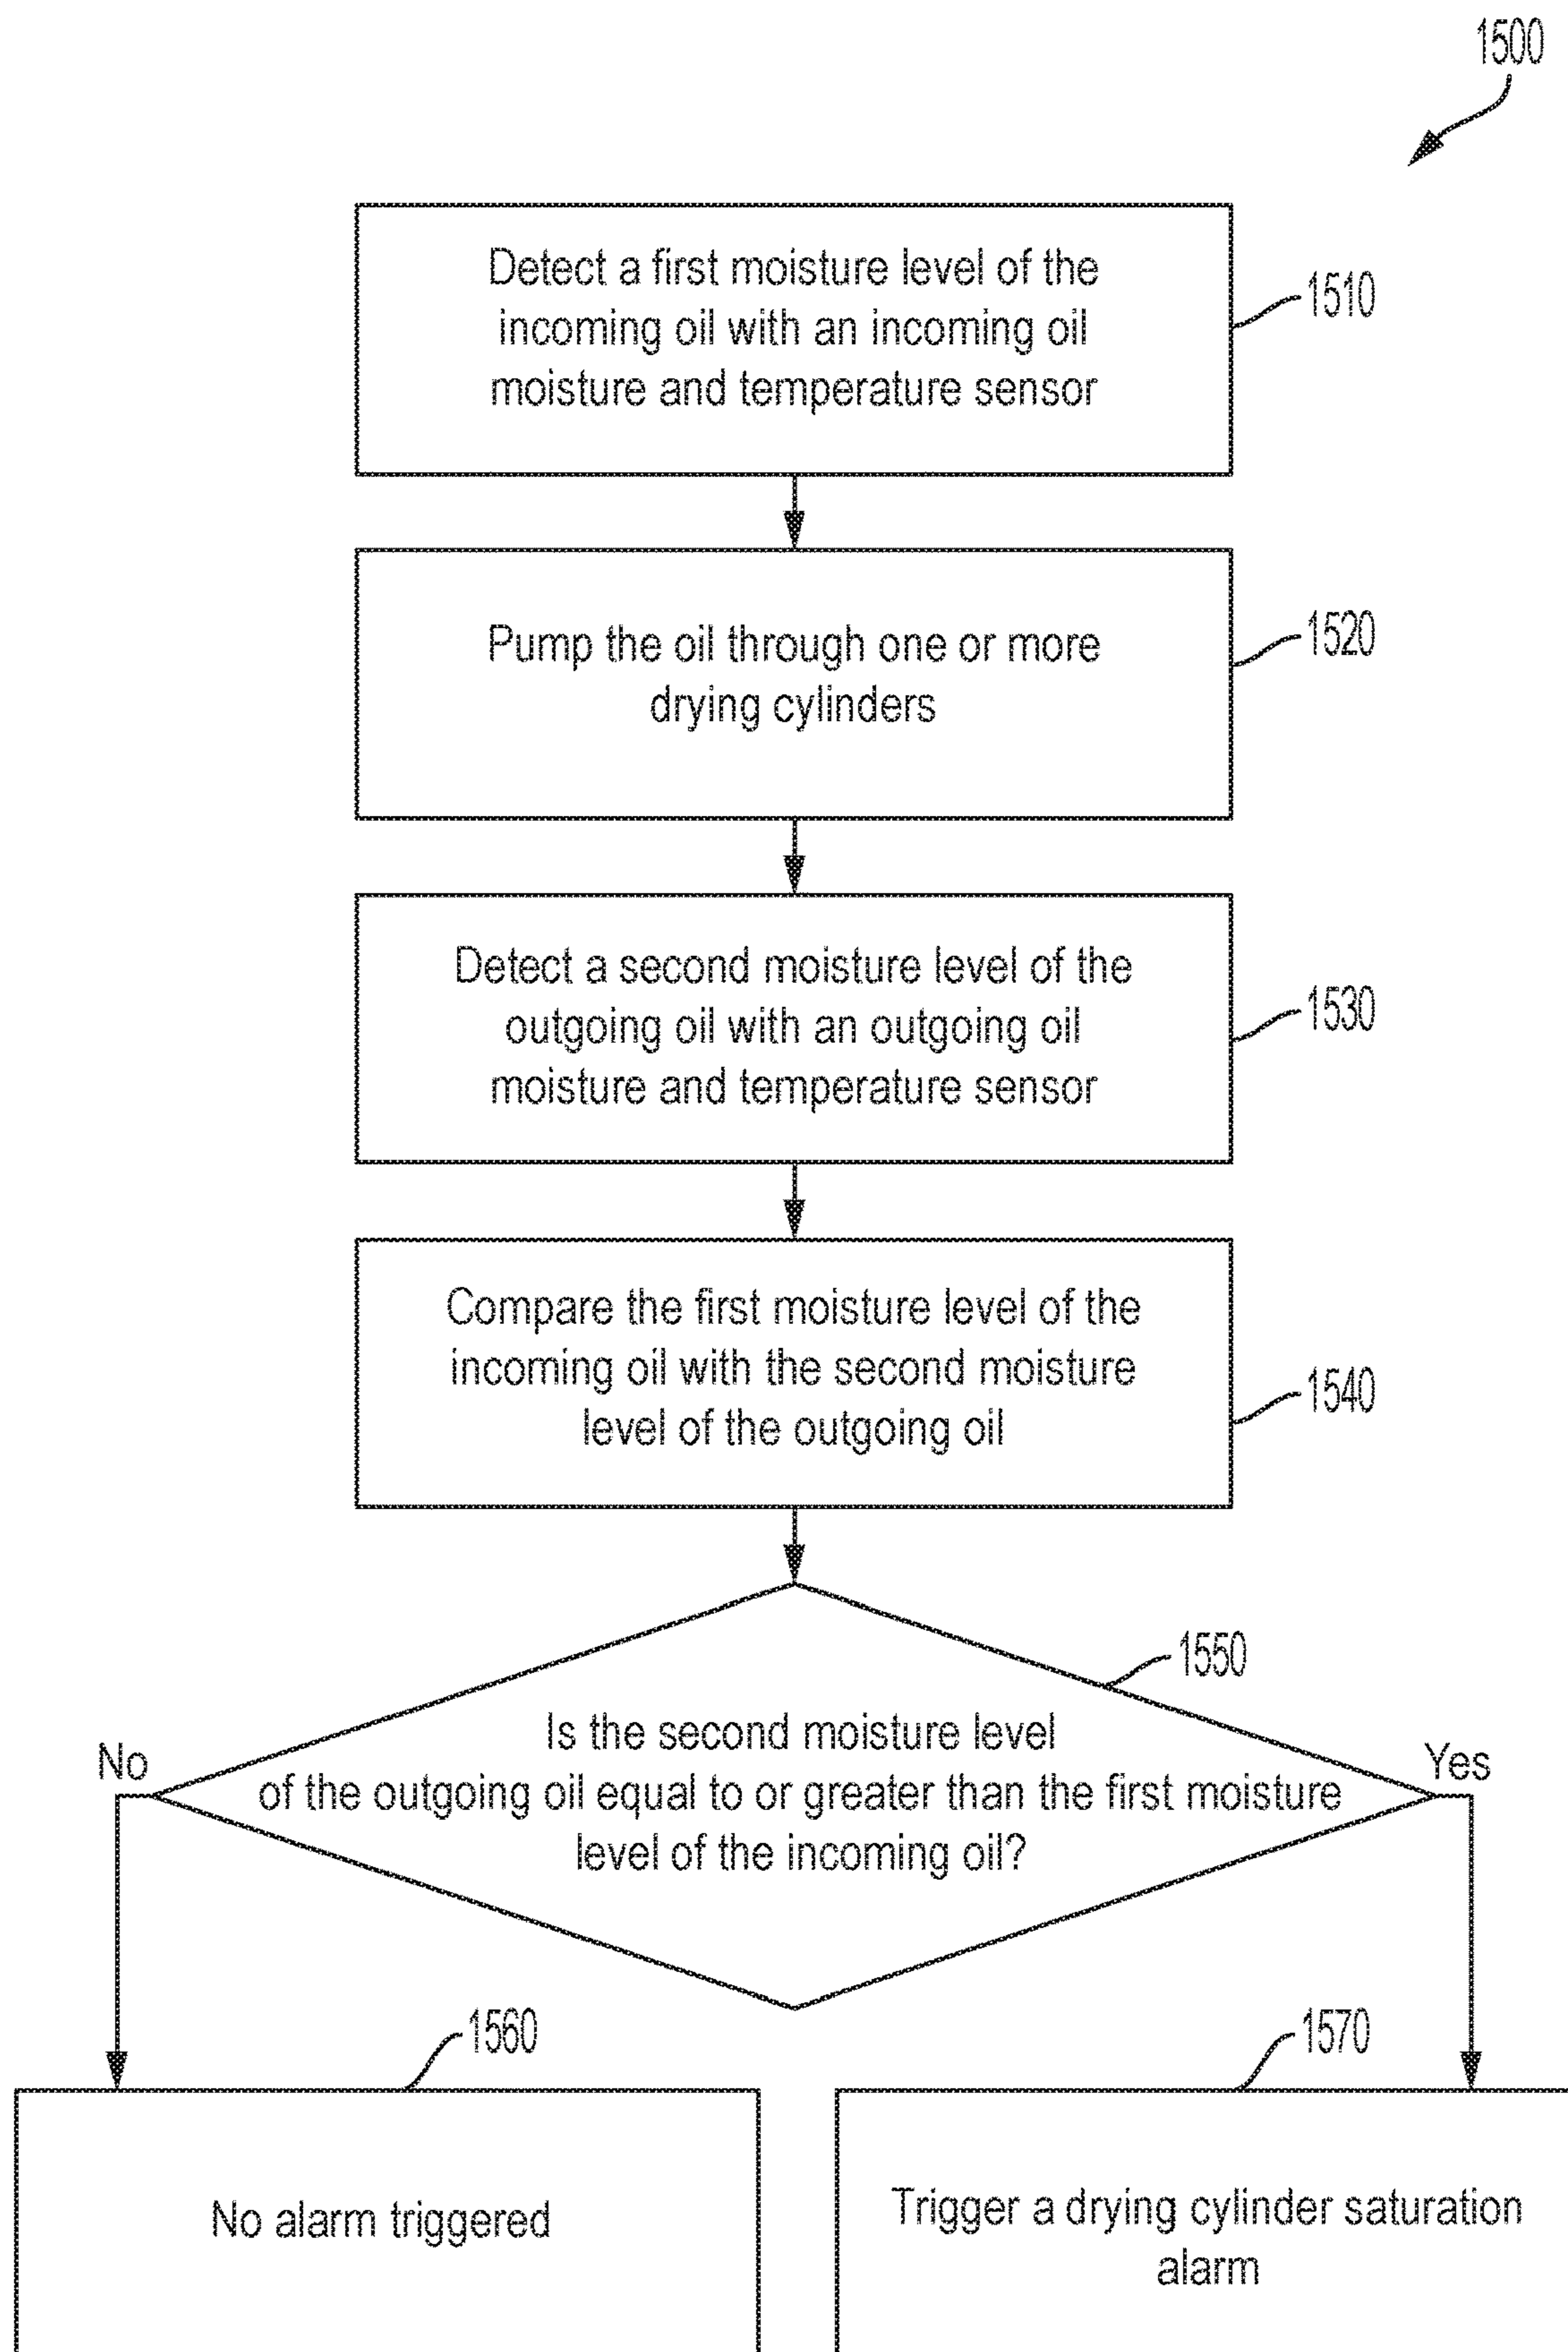 1500
Detect a first moisture level of the
incoming oil with an incoming oil
moisture and temperature sensor
1510
Pump the oil through one or more
drying cylinders
1520
Detect a second moisture level of the
outgoing oil with an outgoing oil
moisture and temperature sensor
1530
Compare the first moisture level of the
incoming oil with the second moisture
level of the outgoing oil
1540
1550
Is the second moisture level
of the outgoing oil equal to or greater than the first moisture
level of the incoming oil?
No
Yes
1560
No alarm triggered
1570
Trigger a drying cylinder saturation
alarm